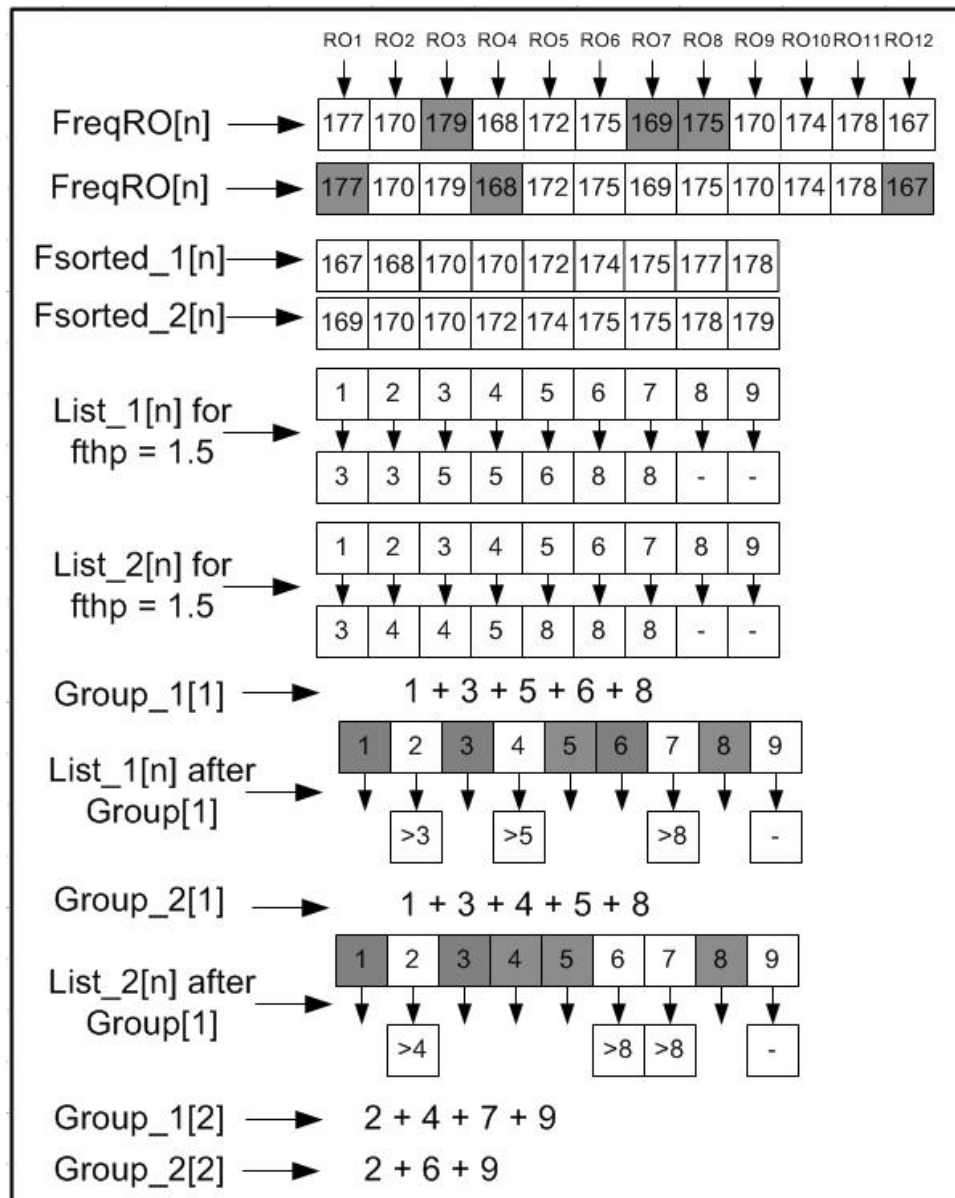 RO1 RO2 RO3 RO4 RO5 RO6 RO7 RO8 RO9 RO10 RO11 RO12
FreqRO[n] 177 170 179 168 172 175 169 175 170 174 178 167
FreqRO[n] 177 170 179 168 172 175 169 175 170 174 178 167
Fsorted_1[n] 167 168 170 170 172 174 175 177 178
Fsorted_2[n] 169 170 170 172 174 175 175 178 179
List_1[n] for
fthp = 1.5
1 2 3 4 5 6 7 8 9
3 3 5 5 6 8 8 - -
List_2[n] for
fthp = 1.5
1 2 3 4 5 6 7 8 9
3 4 4 5 8 8 8 - -
Group_1[1] 1 + 3 + 5 + 6 + 8
List_1[n] after
Group[1]
1 2 3 4 5 6 7 8 9
>3 >5 >8 -
Group_2[1] 1 + 3 + 4 + 5 + 8
List_2[n] after
Group[1]
1 2 3 4 5 6 7 8 9
>4 >8 >8 -
Group_1[2] 2 + 4 + 7 + 9
Group_2[2] 2 + 6 + 9